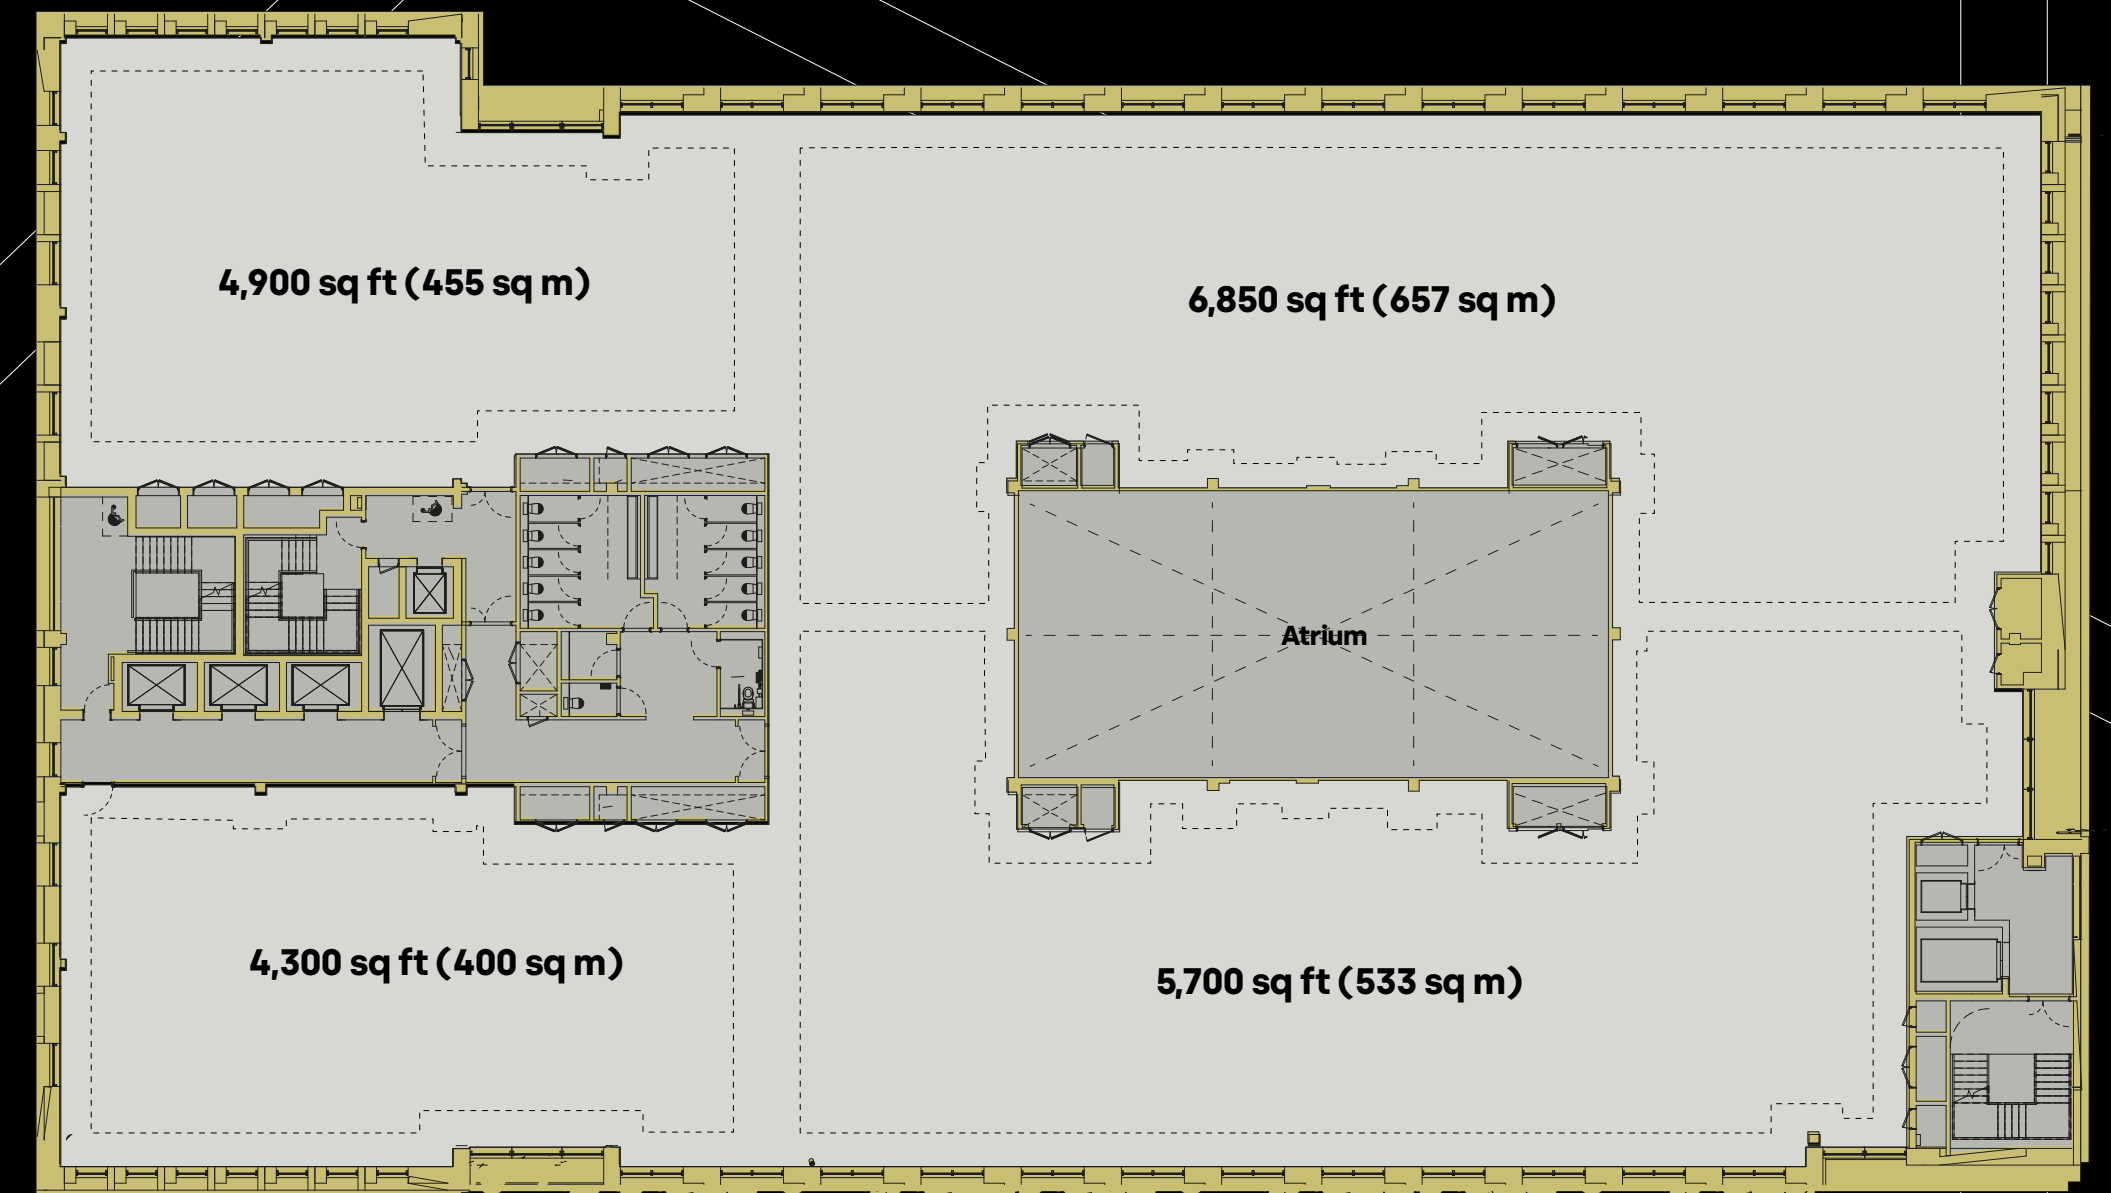 4,900 sq ft (455 sq m)
6,850 sq ft (657 sq m)
Atrium
4,300 sq ft (400 sq m)
5,700 sq ft (533 sq m)